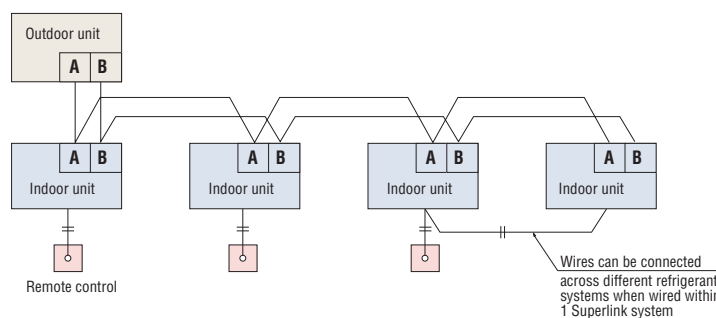 Outdoor unit
A B
A B
A B
A B
A B
Indoor unit
Indoor unit
Indoor unit
Indoor unit
Remote control
Wires can be connected
across different refrigerant
systems when wired within
1 Superlink system